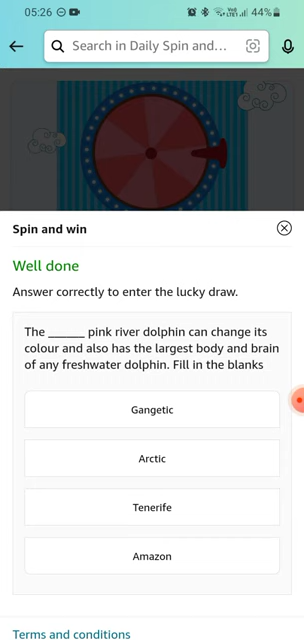 05:26
44%
Search in Daily Spin and...
Spin and win
Well done
Answer correctly to enter the lucky draw.
The ______ pink river dolphin can change its
colour and also has the largest body and brain
of any freshwater dolphin. Fill in the blanks
Gangetic
Arctic
Tenerife
Amazon
Terms and conditions